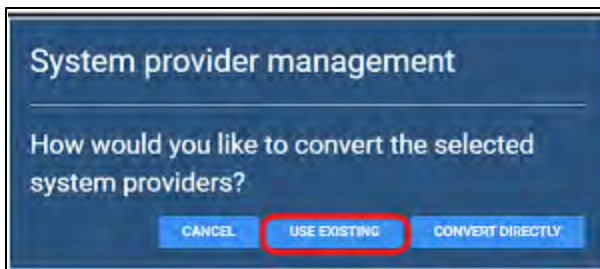 System provider management
How would you like to convert the selected
system providers?
CANCEL USE EXISTING CONVERT DIRECTLY